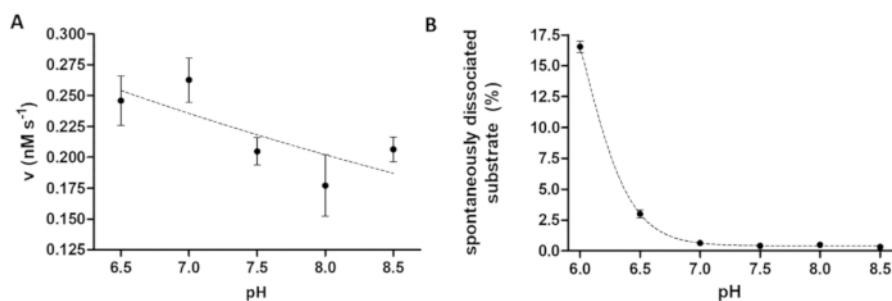 A
0.300
0.275
0.250
0.225
0.200
0.175
0.150
0.125
v (nM s⁻¹)
6.5 7.0 7.5 8.0 8.5
pH
B
17.5
15.0
12.5
10.0
7.5
5.0
2.5
0.0
spontaneously dissociated
substrate (%)
6.0 6.5 7.0 7.5 8.0 8.5
pH